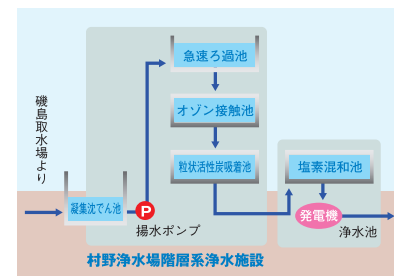 磯島取水場より
凝集沈でん池
P
揚水ポンプ
急速ろ過池
オゾン接触池
粒状活性炭吸着池
塩素混和池
発電機
浄水池
村野浄水場階層系浄水施設